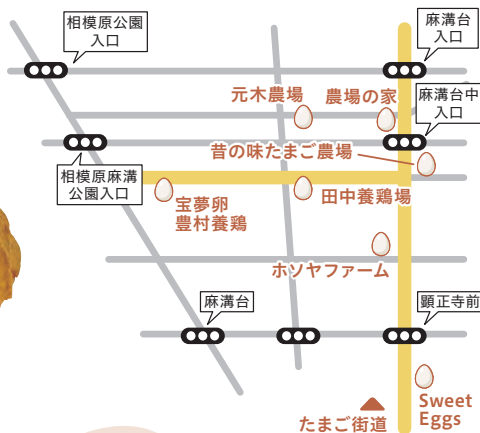 相模原公園
入口
麻溝台
入口
元木農場
農場の家
麻溝台中
入口
昔の味たまご農場
相模原麻溝
公園入口
宝夢卵
豊村養鶏
田中養鶏場
ホソヤファーム
麻溝台
顕正寺前
Sweet
Eggs
たまご街道